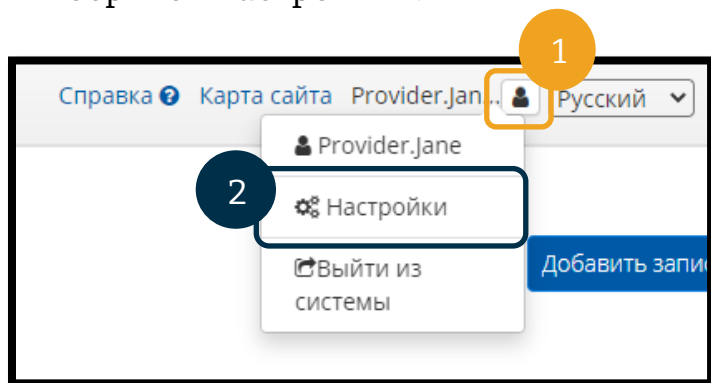 1
Справка Карта сайта Provider.Jan... Русский
Provider.Jane
2
Настройки
Выйти из
системы
Добавить запи